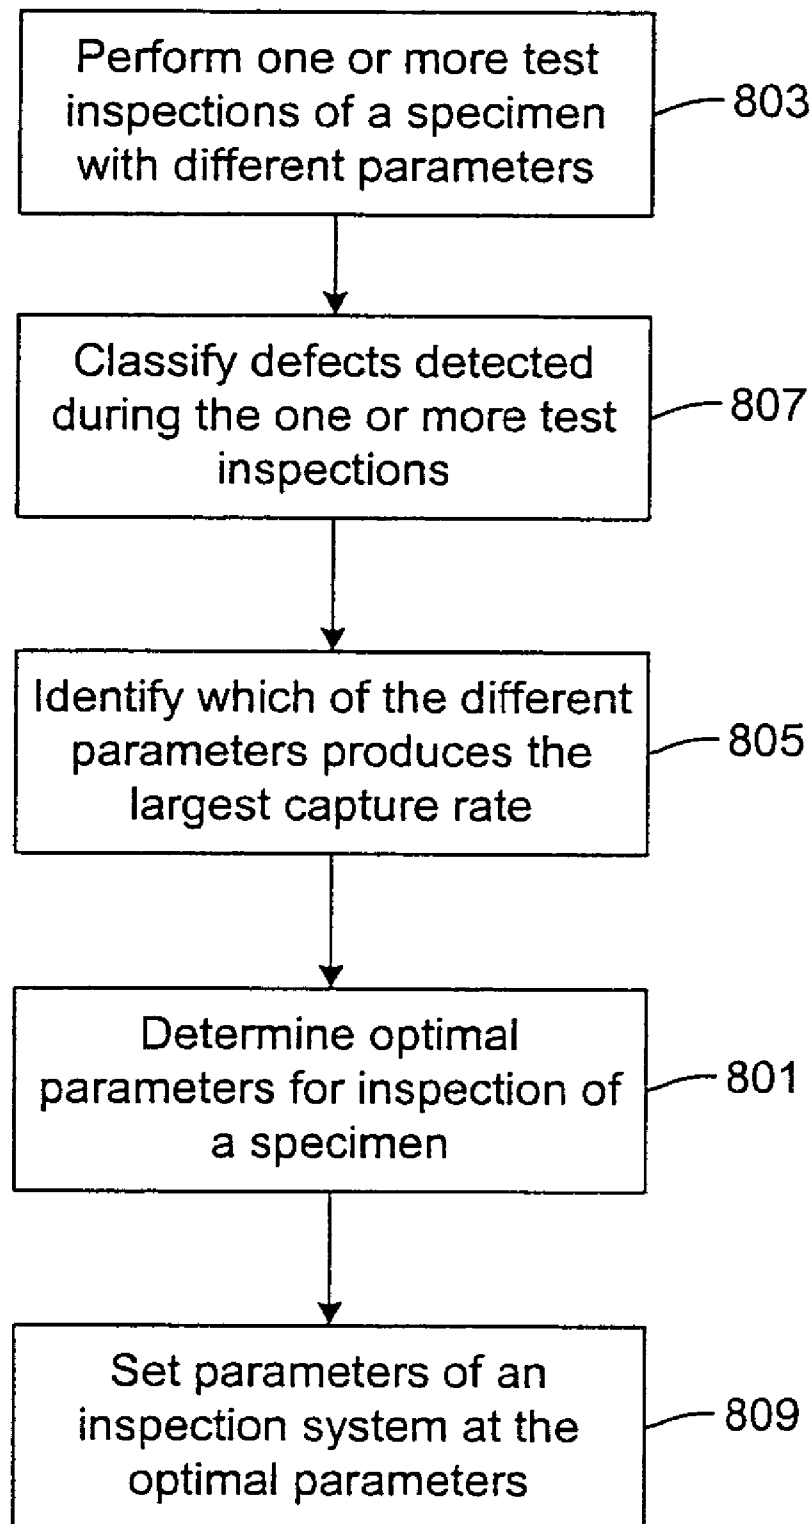 Perform one or more test
inspections of a specimen
with different parameters
803
Classify defects detected
during the one or more test
inspections
807
Identify which of the different
parameters produces the
largest capture rate
805
Determine optimal
parameters for inspection of
a specimen
801
Set parameters of an
inspection system at the
optimal parameters
809